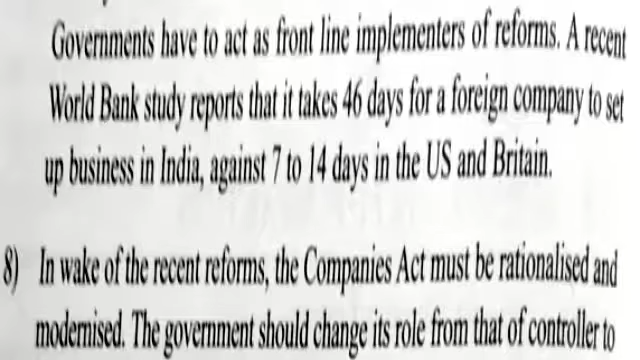 Governments have to act as front line implementers of reforms. A recent
World Bank study reports that it takes 46 days for a foreign company to set
up business in India, against 7 to 14 days in the US and Britain.
8) In wake of the recent reforms, the Companies Act must be rationalised and
modernised. The government should change its role from that of controller to